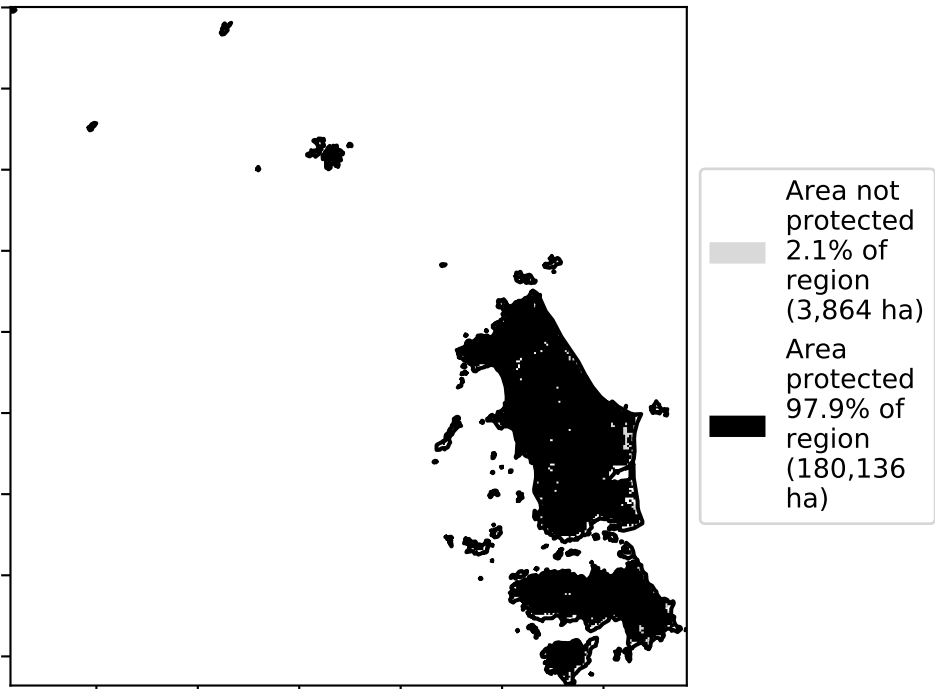 Area not
protected
2.1% of
region
(3,864 ha)
Area
protected
97.9% of
region
(180,136
ha)